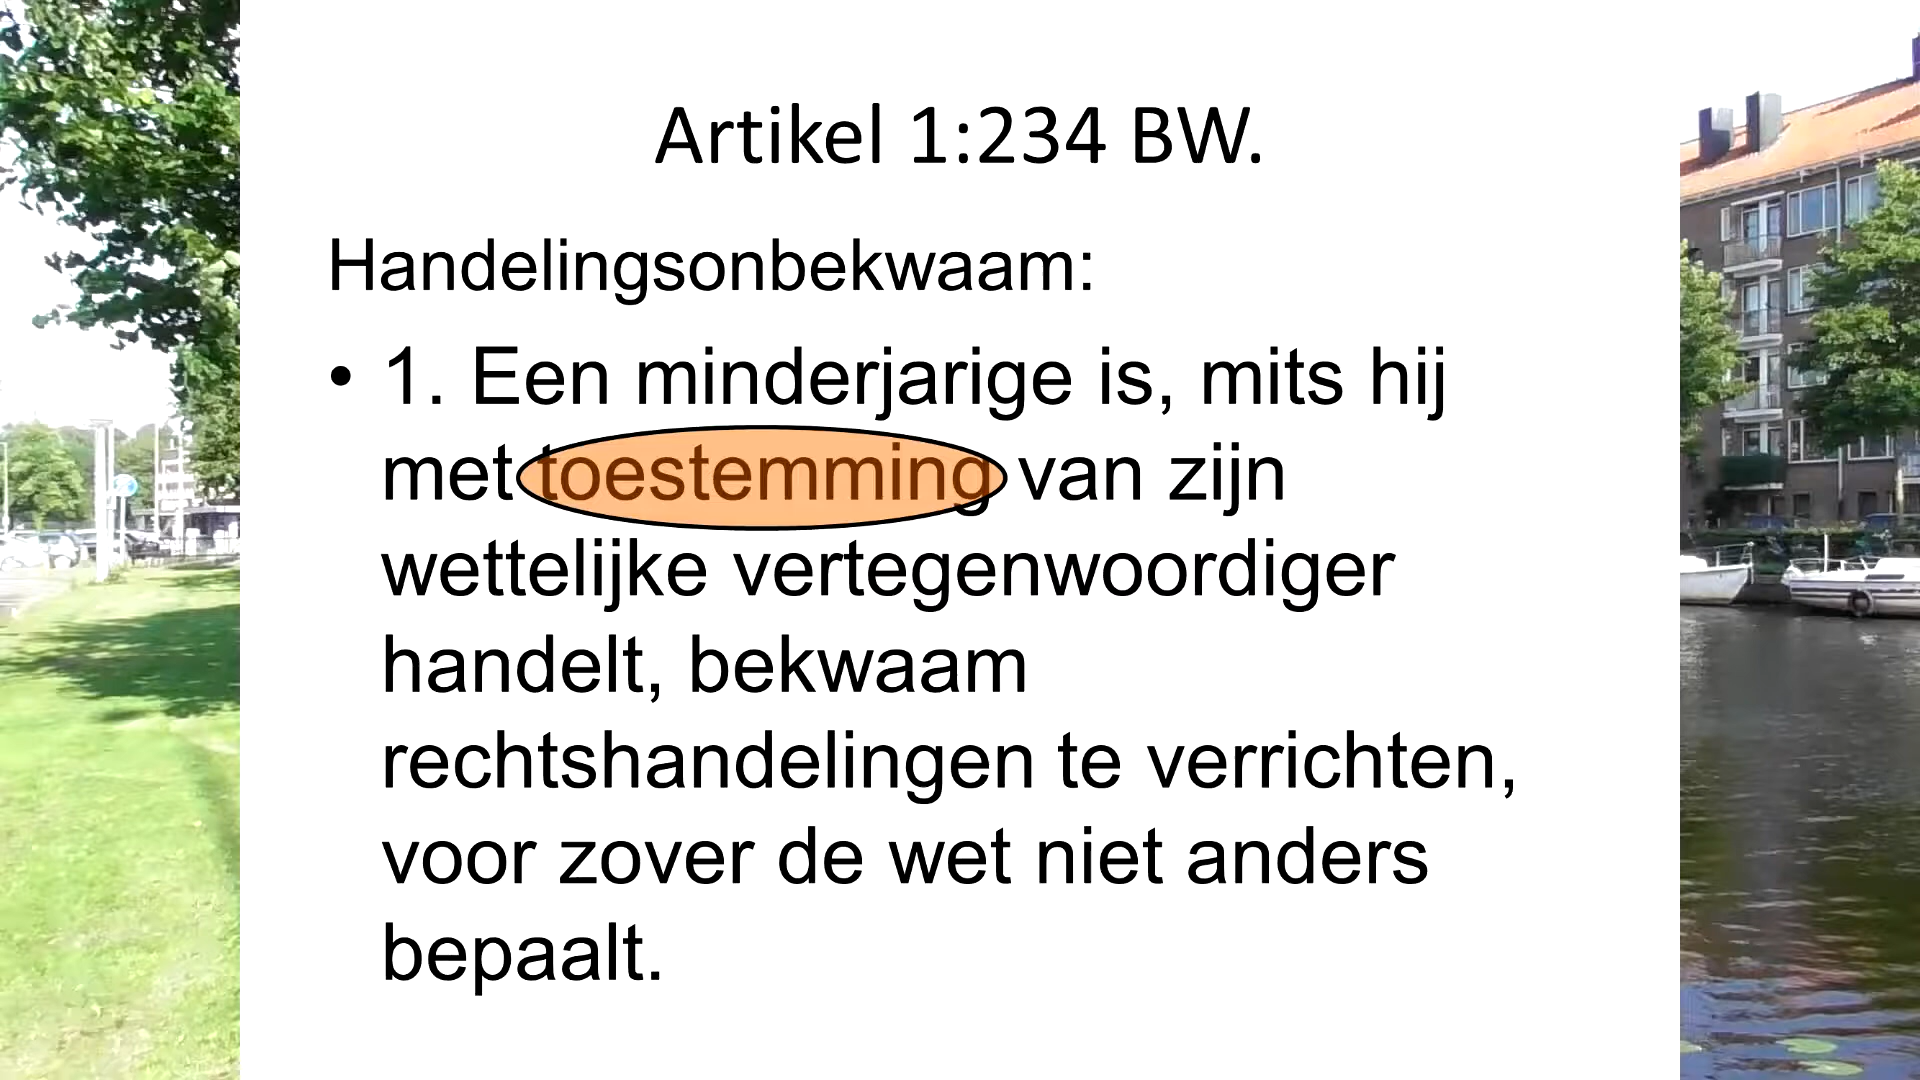 Artikel 1:234 BW.
Handelingsonbekwaam:
• 1. Een minderjarige is, mits hij
met toestemming van zijn
wettelijke vertegenwoordiger
handelt, bekwaam
rechtshandelingen te verrichten,
voor zover de wet niet anders
bepaalt.